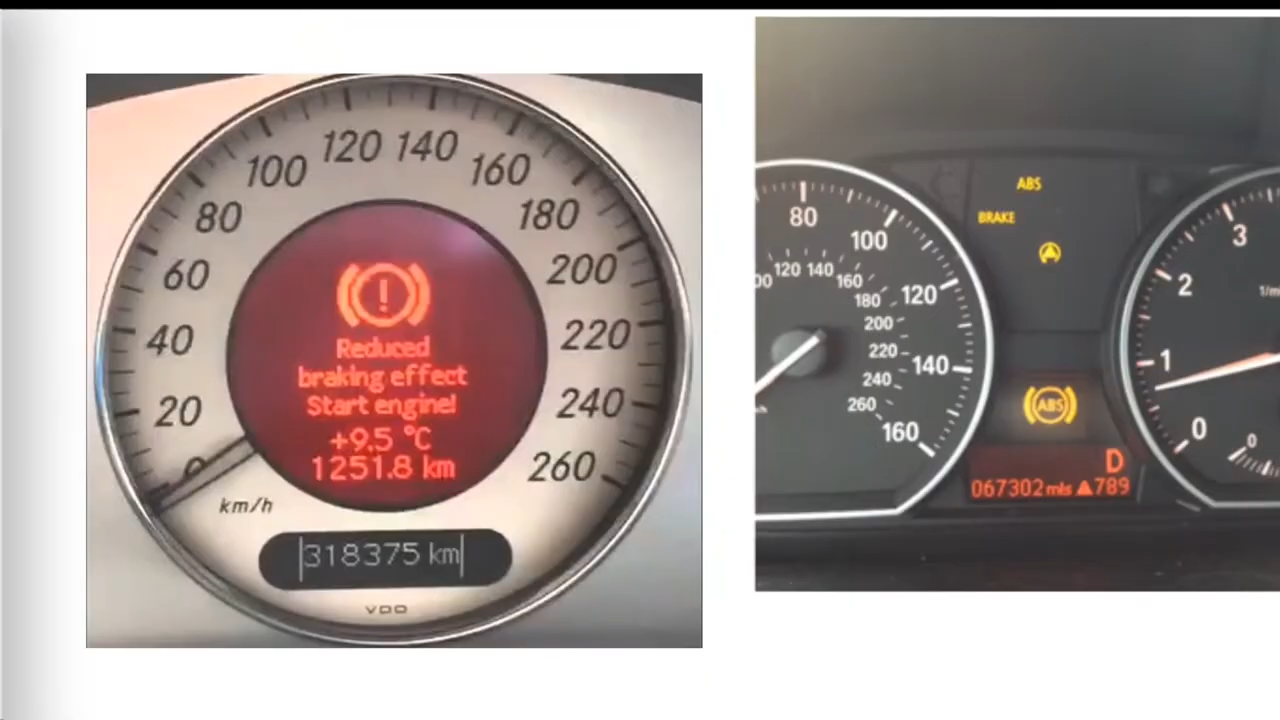 120 140
100 160
80 180
60 200
40 220
20 240
0 260
km/h
!
Reduced
braking effect
Start engine!
+9.5 °C
1251.8 km
318375 km
VDO
80
100
120
140
160
120 140
160
180
200
220
240
260
ABS
BRAKE
ABS
D
067302 mls ▲789
3
2
1
0
0